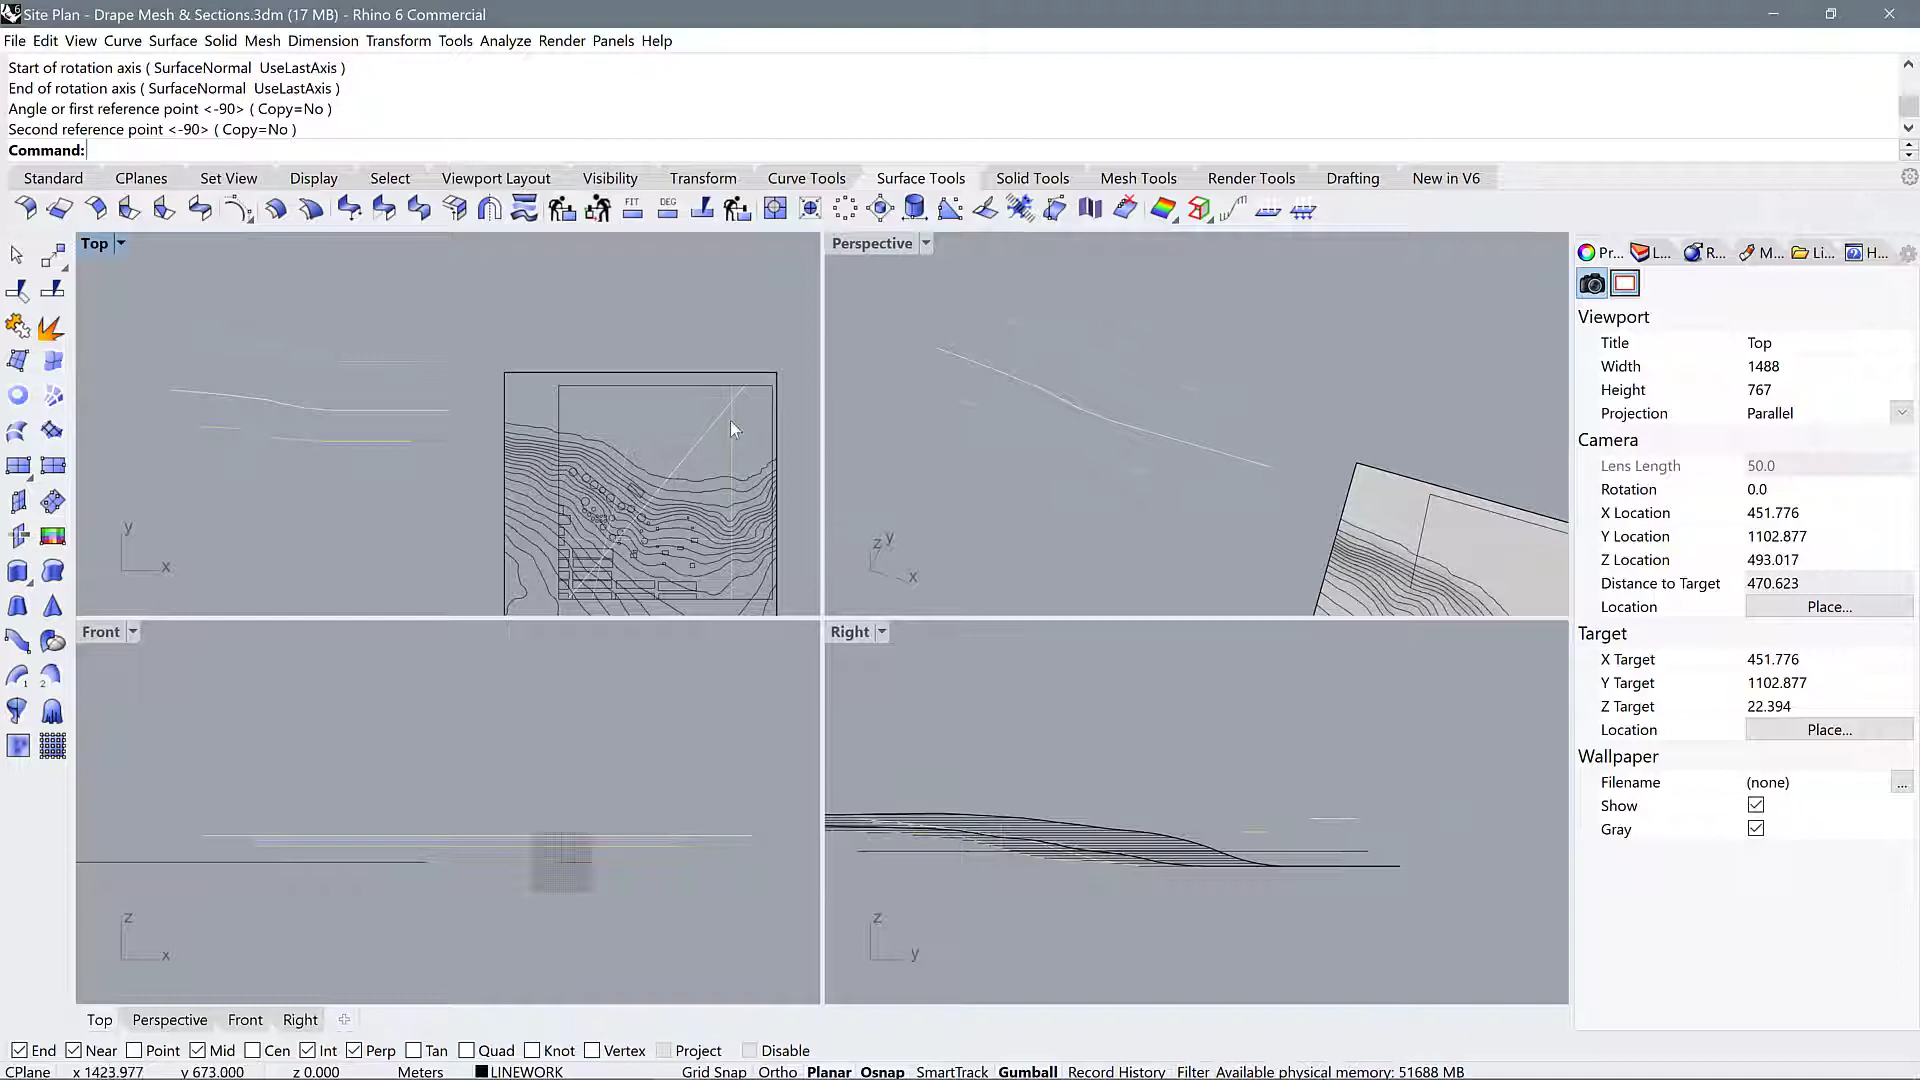 Site Plan - Drape Mesh & Sections.3dm (17 MB) - Rhino 6 Commercial
File Edit View Curve Surface Solid Mesh Dimension Transform Tools Analyze Render Panels Help
Start of rotation axis ( SurfaceNormal UseLastAxis )
End of rotation axis ( SurfaceNormal UseLastAxis )
Angle or first reference point <-90> ( Copy=No )
Second reference point <-90> ( Copy=No )
Command:
Standard CPlanes Set View Display Select Viewport Layout Visibility Transform Curve Tools Surface Tools Solid Tools Mesh Tools Render Tools Drafting New in V6
FIT DEG
Top Perspective
Pr... L... R... M... Li... H...
Viewport
Title Top
Width 1488
Height 767
Projection Parallel
Camera
Lens Length 50.0
Rotation 0.0
X Location 451.776
Y Location 1102.877
Z Location 493.017
Distance to Target 470.623
Location Place...
Target
X Target 451.776
Y Target 1102.877
Z Target 22.394
Location Place...
Wallpaper
Filename (none) ...
Show
Gray
y
x
z y
x
1 2
Front Right
z
x
z
y
Top Perspective Front Right
End Near Point Mid Cen Int Perp Tan Quad Knot Vertex Project Disable
CPlane x 1423.977 y 673.000 z 0.000 Meters LINEWORK Grid Snap Ortho Planar Osnap SmartTrack Gumball Record History Filter Available physical memory: 51688 MB